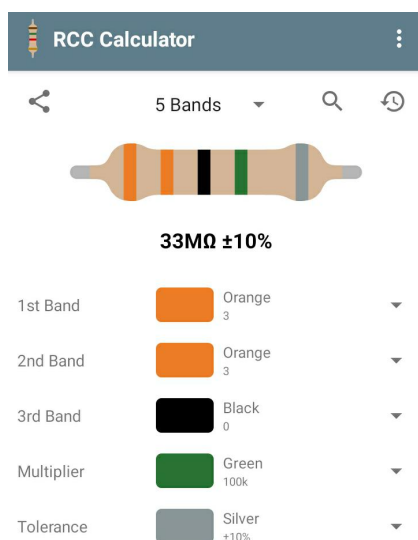 RCC Calculator
5 Bands
33MΩ ±10%
1st Band
Orange
3
2nd Band
Orange
3
3rd Band
Black
0
Multiplier
Green
100k
Tolerance
Silver
±10%